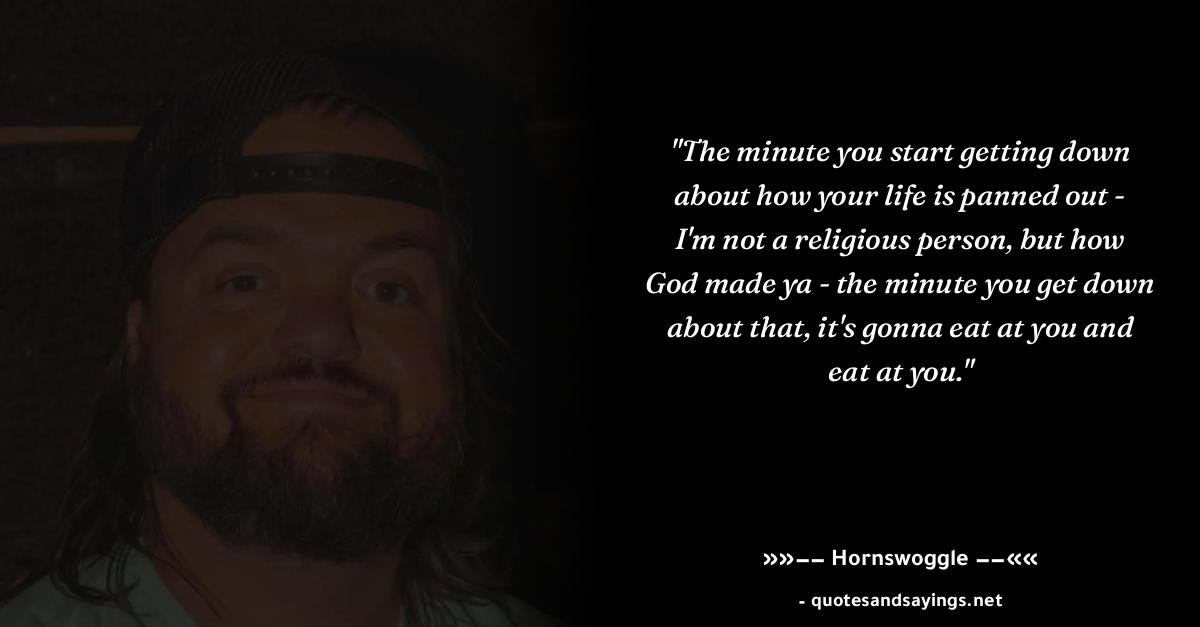 "The minute you start getting down
about how your life is panned out -
I'm not a religious person, but how
God made ya - the minute you get down
about that, it's gonna eat at you and
eat at you."
»»−− Hornswoggle −−««
- quotesandsayings.net